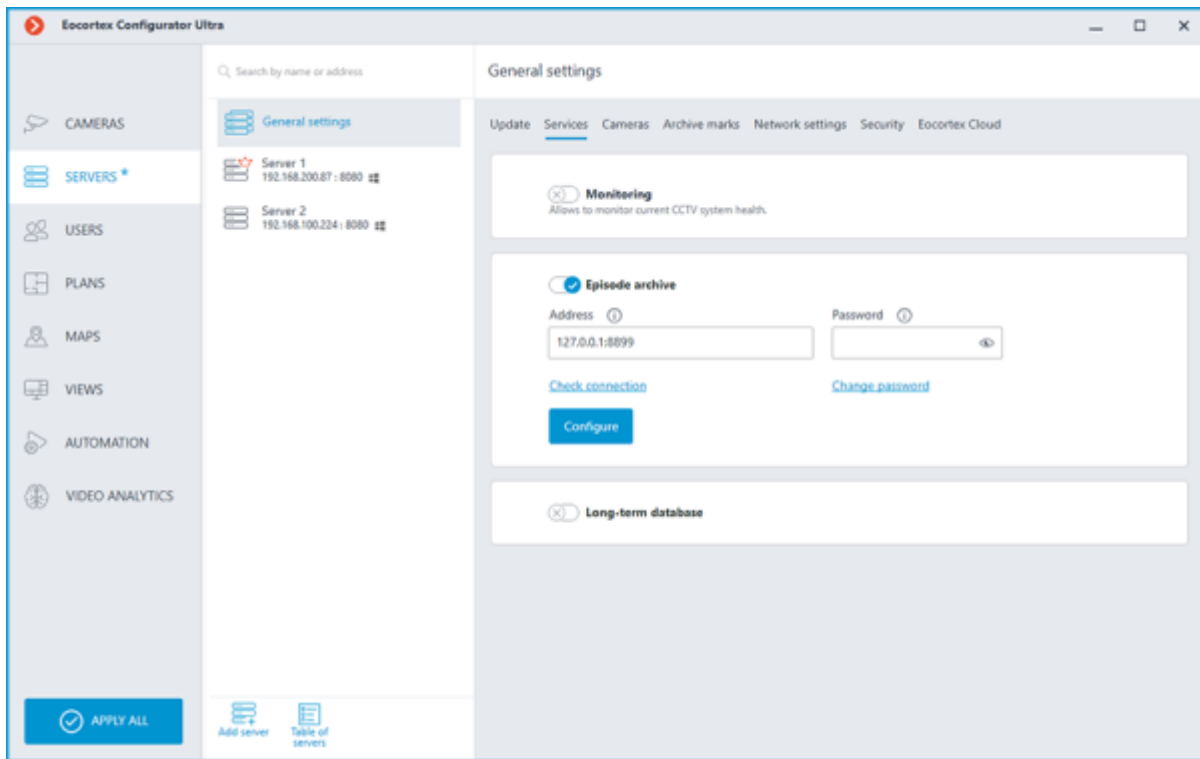 Eocortex Configurator Ultra
Search by name or address
General settings
CAMERAS
General settings
Update Services Cameras Archive marks Network settings Security Eocortex Cloud
SERVERS *
Server 1
192.168.200.87 : 8080
Server 2
192.168.100.224 : 8080
Monitoring
Allows to monitor current CCTV system health.
USERS
PLANS
MAPS
VIEWS
AUTOMATION
VIDEO ANALYTICS
Episode archive
Address
Password
127.0.0.1:8899
Check connection
Change password
Configure
Long-term database
APPLY ALL
Add server
Table of
servers